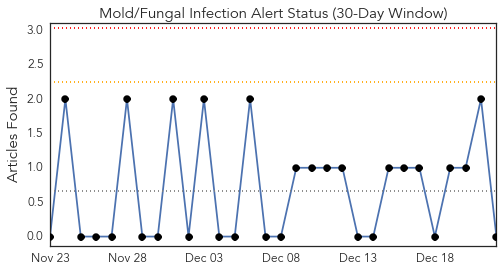 Mold/Fungal Infection Alert Status (30-Day Window)
Articles Found
3.0
2.5
2.0
1.5
1.0
0.5
0.0
Nov 23 Nov 28 Dec 03 Dec 08 Dec 13 Dec 18